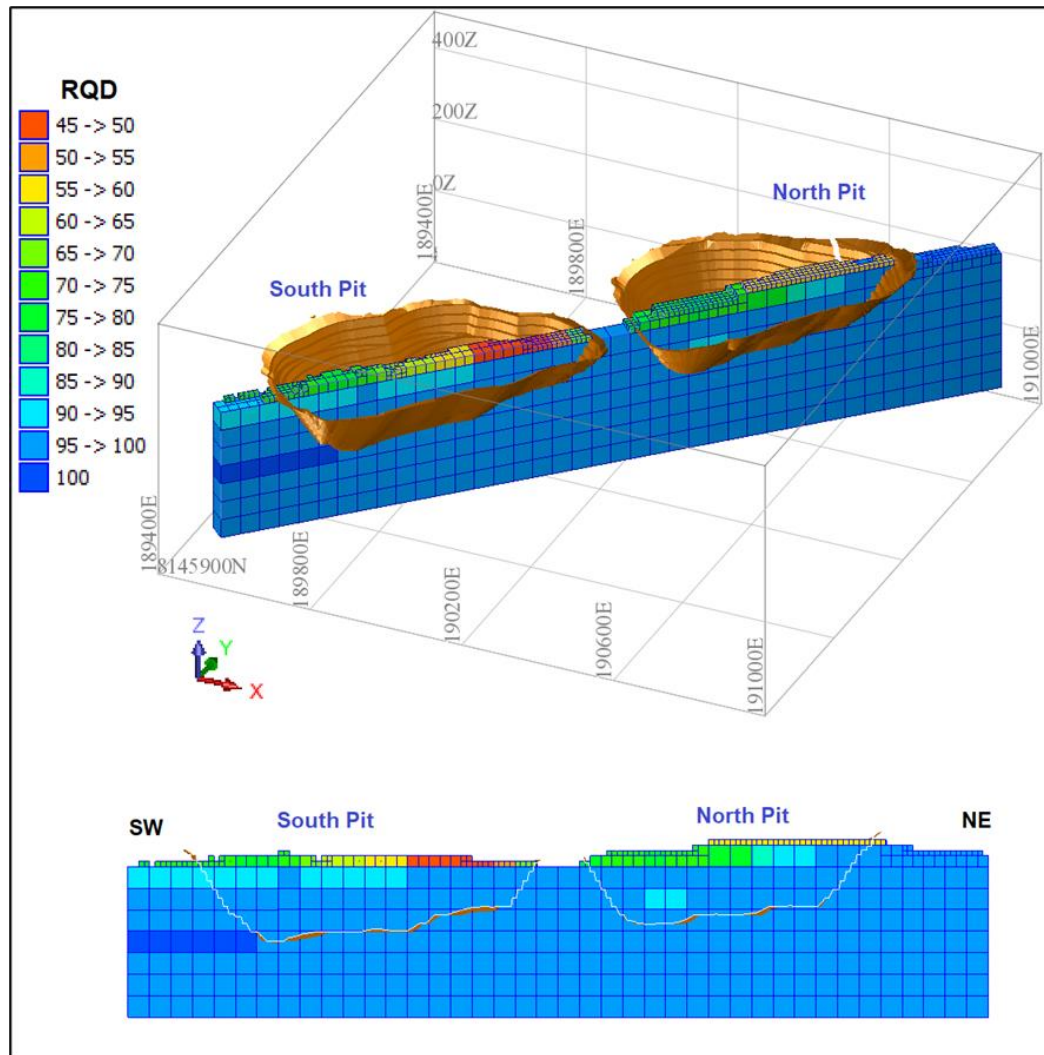 RQD
45 -> 50
50 -> 55
55 -> 60
60 -> 65
65 -> 70
70 -> 75
75 -> 80
80 -> 85
85 -> 90
90 -> 95
95 -> 100
100
400Z
200Z
0Z
189400E
189800E
North Pit
South Pit
191000E
189400E
8145900N
189800E
190200E
190600E
191000E
Z
Y
X
SW
South Pit
North Pit
NE